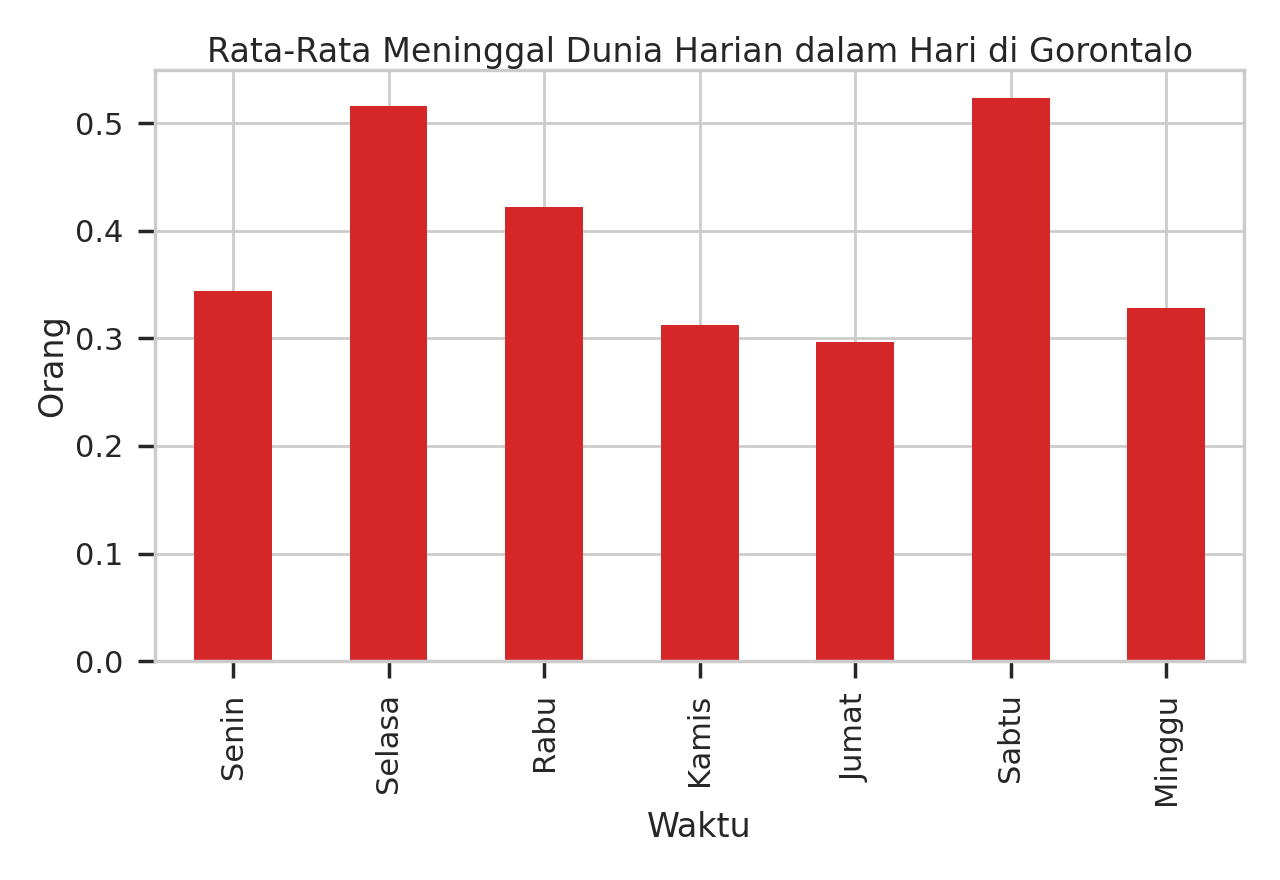 Rata-Rata Meninggal Dunia Harian dalam Hari di Gorontalo
Orang
0.5
0.4
0.3
0.2
0.1
0.0
Senin
Selasa
Rabu
Kamis
Jumat
Sabtu
Minggu
Waktu